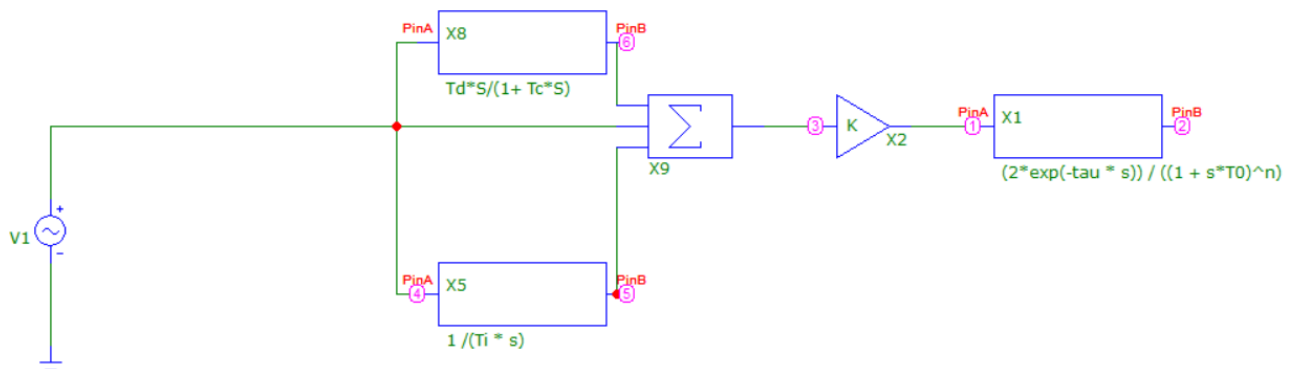 PinA
X8
PinB
6
Td*S/(1+ Tc*S)
V1
+
-
Σ
X9
3
K
X2
PinA
1
X1
PinB
2
(2*exp(-tau * s)) / ((1 + s*T0)^n)
PinA
4
X5
PinB
5
1 /(Ti * s)